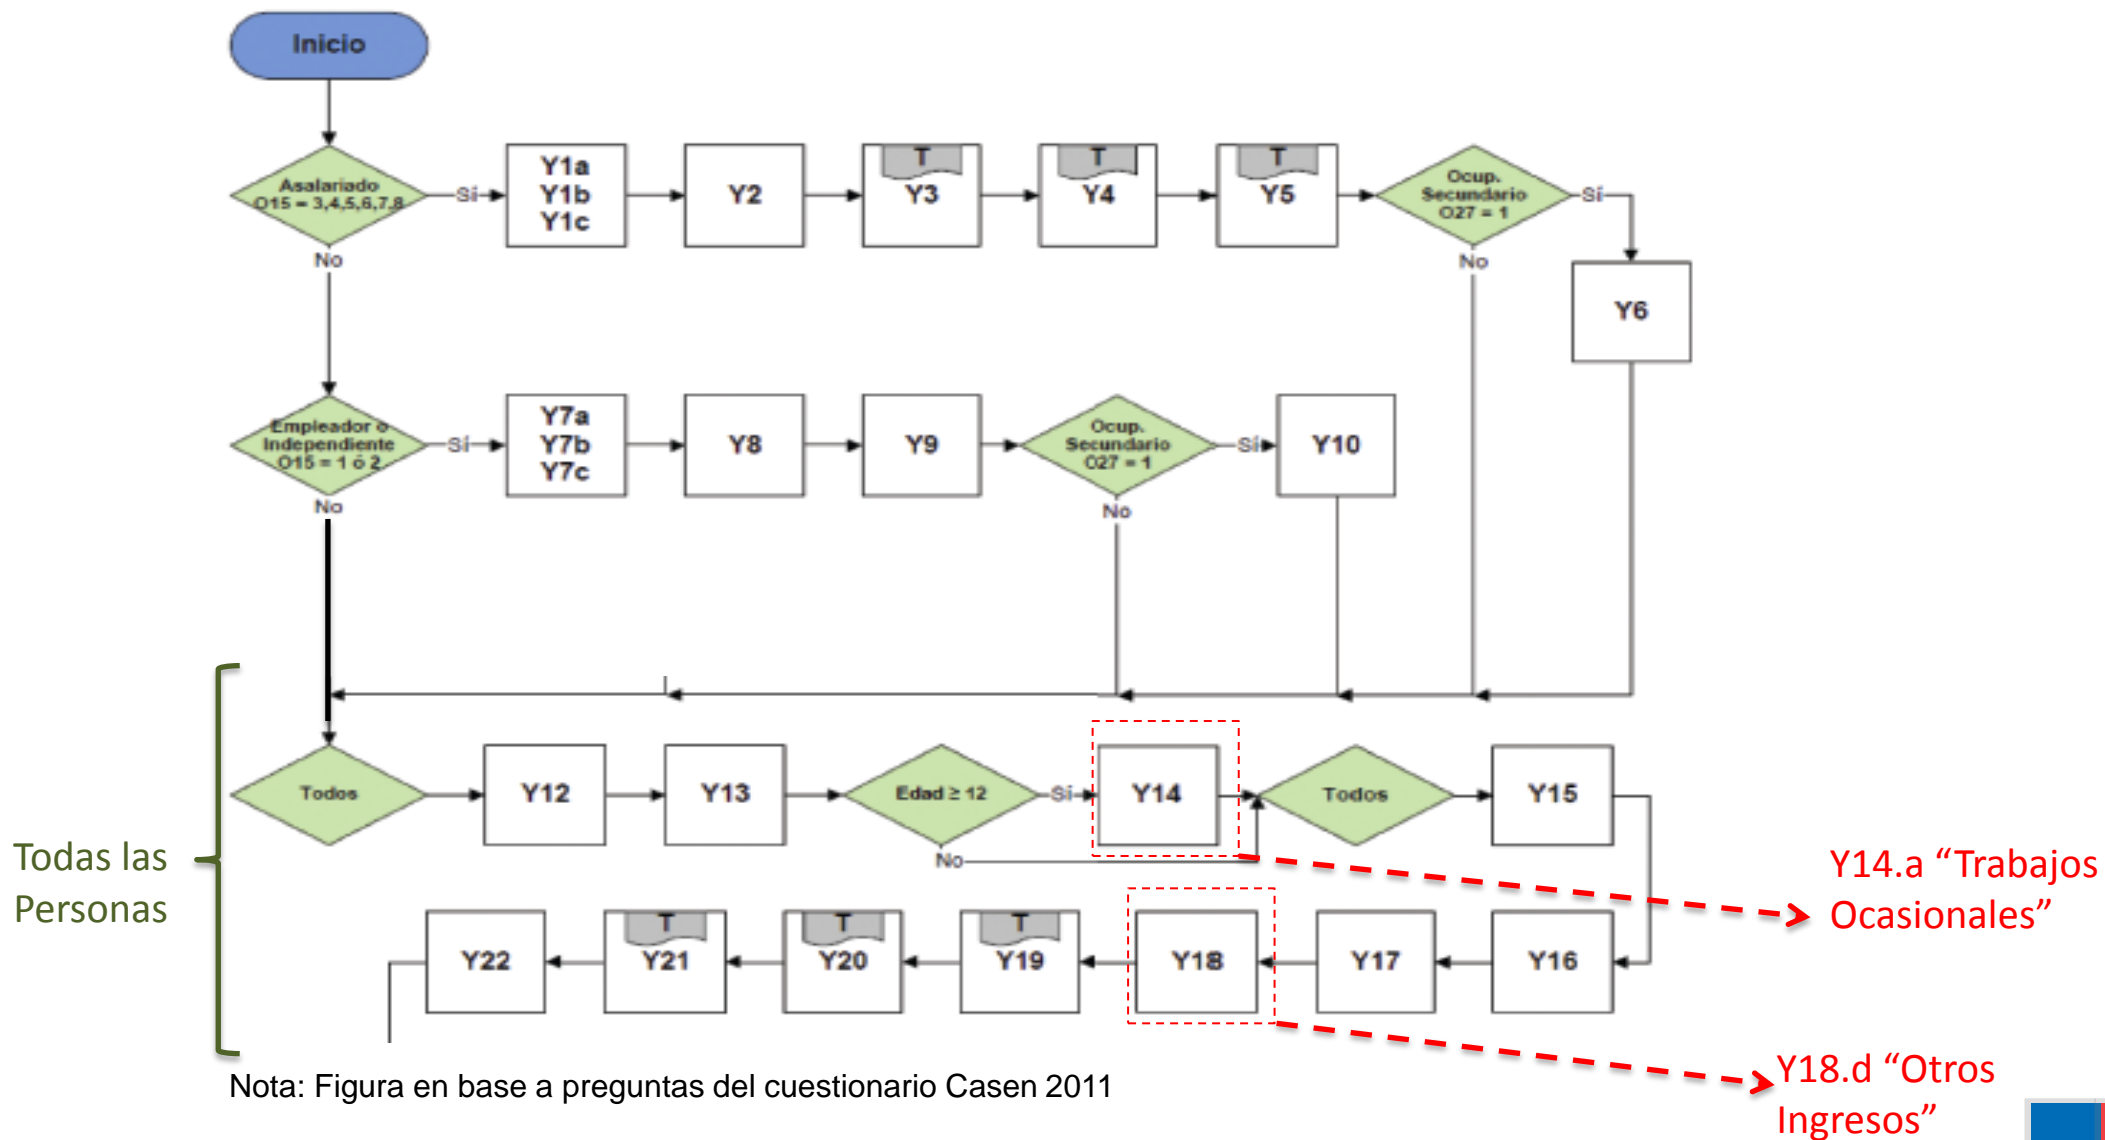 Inicio
Asalariado
O15 = 3,4,5,6,7,8
Sí
Y1a
Y1b
Y1c
Y2
T
Y3
T
Y4
T
Y5
Ocup.
Secundario
O27 = 1
Sí
No
No
Y6
Empleador o
Independiente
O15 = 1 ó 2
Sí
Y7a
Y7b
Y7c
Y8
Y9
Ocup.
Secundario
O27 = 1
Sí
Y10
No
No
Todos
Y12
Y13
Edad ≥ 12
Sí
Y14
Todos
Y15
No
Todas las
Personas
Y14.a “Trabajos
Ocasionales”
Y22
T
Y21
T
Y20
T
Y19
Y18
Y17
Y16
Y18.d “Otros
Ingresos”
Nota: Figura en base a preguntas del cuestionario Casen 2011